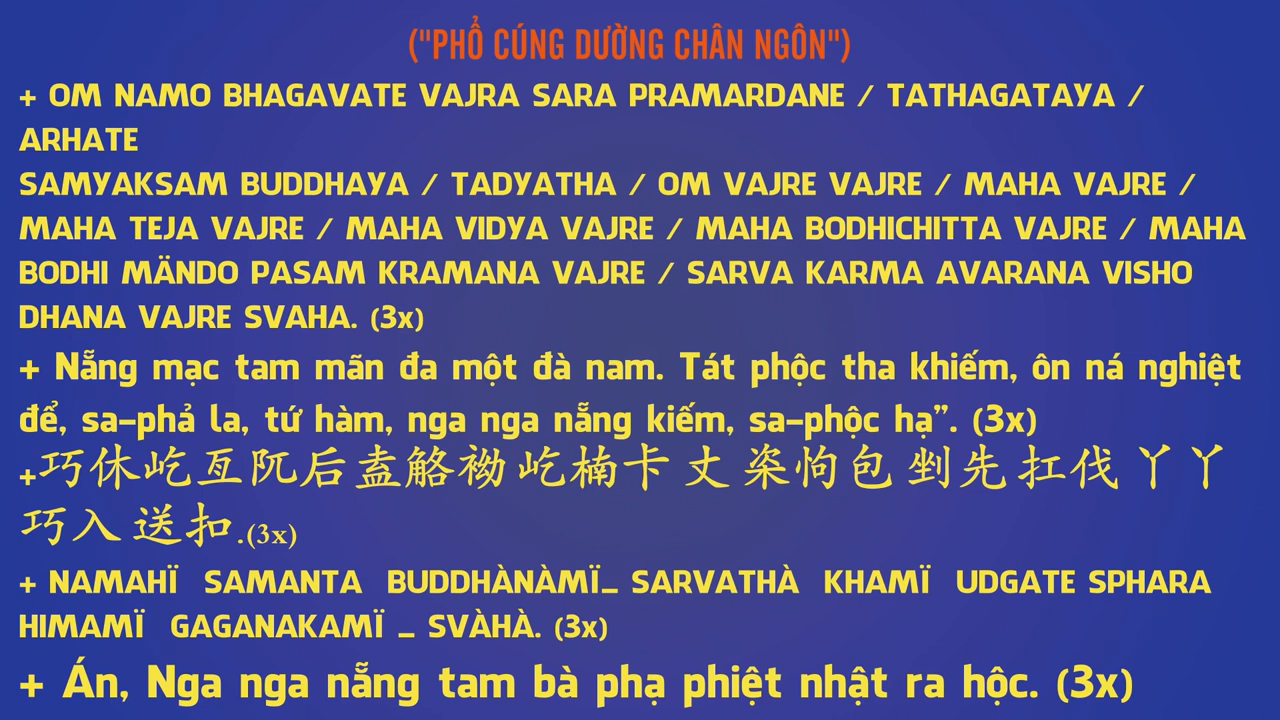 ("PHỔ CÚNG DƯỜNG CHÂN NGÔN")
+ OM NAMO BHAGAVATE VAJRA SARA PRAMARDANE / TATHAGATAYA /
ARHATE
SAMYAKSAM BUDDHAYA / TADYATHA / OM VAJRE VAJRE / MAHA VAJRE /
MAHA TEJA VAJRE / MAHA VIDYA VAJRE / MAHA BODHICHITTA VAJRE / MAHA
BODHI MÄNDO PASAM KRAMANA VAJRE / SARVA KARMA AVARANA VISHO
DHANA VAJRE SVAHA. (3x)
+ Nẵng mạc tam mãn đa một đà nam. Tát phộc tha khiếm, ôn ná nghiệt
để, sa-phả la, tứ hàm, nga nga nẵng kiếm, sa-phộc hạ”. (3x)
+巧休屹亙阢后盍觡袎屹楠卡丈桼怐包剉先扛伐丫丫
巧入送扣.(3x)
+ NAMAHÏ SAMANTA BUDDHÀNÀMÏ_ SARVATHÀ KHAMÏ UDGATE SPHARA
HIMAMÏ GAGANAKAMÏ _ SVÀHÀ. (3x)
+ Án, Nga nga nẵng tam bà phạ phiệt nhật ra hộc. (3x)